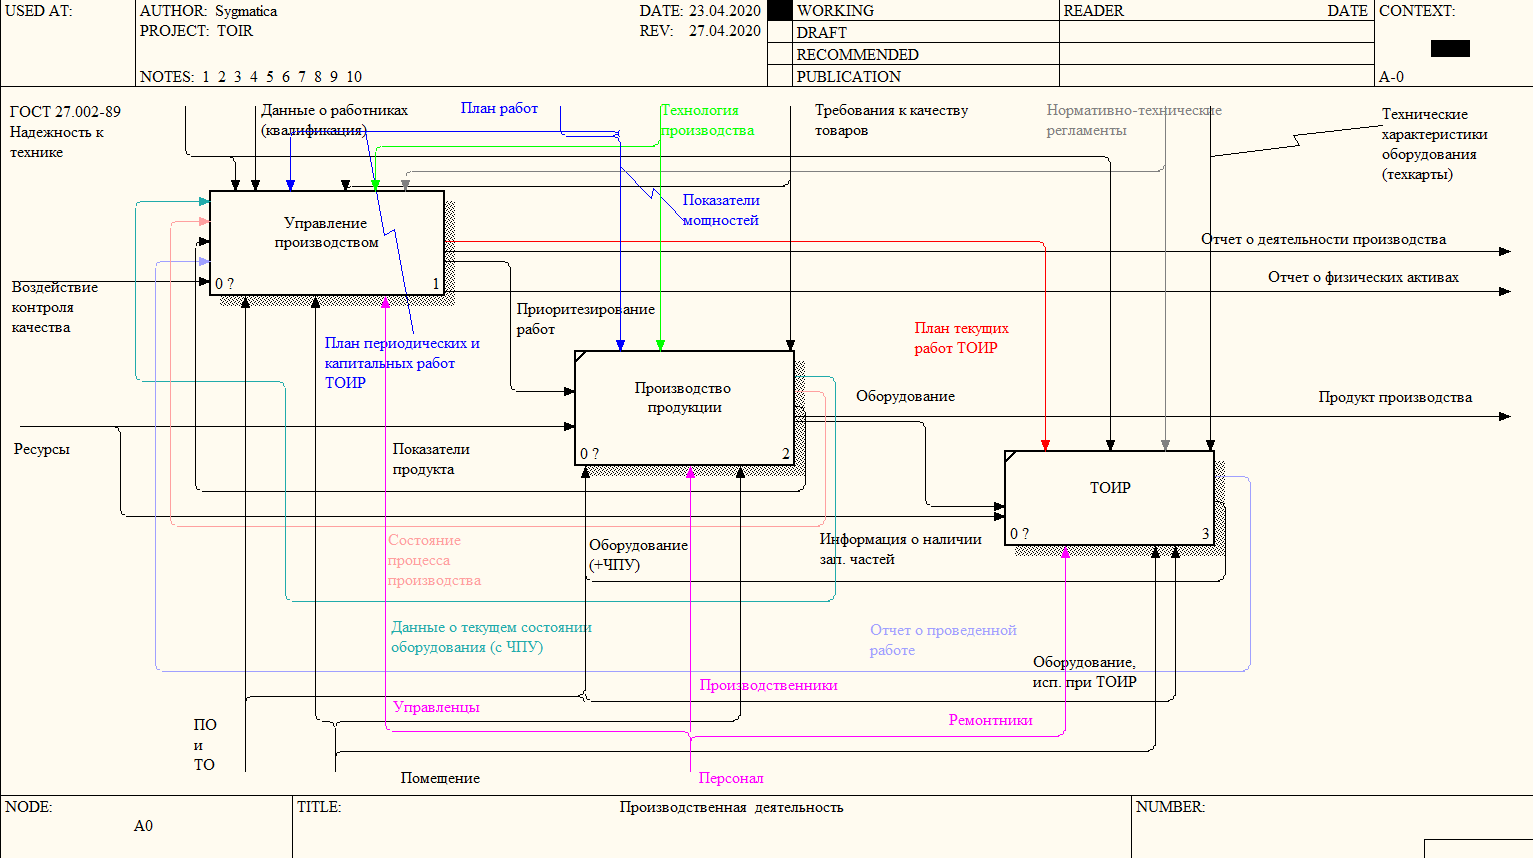 USED AT:
AUTHOR: Sygmatica
DATE: 23.04.2020
PROJECT: TOIR
REV: 27.04.2020
NOTES: 1 2 3 4 5 6 7 8 9 10
WORKING
DRAFT
RECOMMENDED
PUBLICATION
READER
DATE
CONTEXT:
A-0
ГОСТ 27.002-89
Надежность к
технике
Данные о работниках
(квалификация)
План работ
Технология
производства
Требования к качеству
товаров
Нормативно-технические
регламенты
Технические
характеристики
оборудования
(техкарты)
Показатели
мощностей
Управление
производством
0 ?
1
Отчет о деятельности производства
Отчет о физических активах
Воздействие
контроля
качества
Приоритезирование
работ
План периодических и
капитальных работ
ТОИР
План текущих
работ ТОИР
Производство
продукции
0 ?
2
Оборудование
Продукт производства
Ресурсы
Показатели
продукта
ТОИР
0 ?
3
Состояние
процесса
производства
Оборудование
(+ЧПУ)
Информация о наличии
зап. частей
Данные о текущем состоянии
оборудования (с ЧПУ)
Отчет о проведенной
работе
Оборудование,
исп. при ТОИР
Производственники
Управленцы
Ремонтники
ПО
и
ТО
Помещение
Персонал
NODE:
A0
TITLE:
Производственная деятельность
NUMBER: